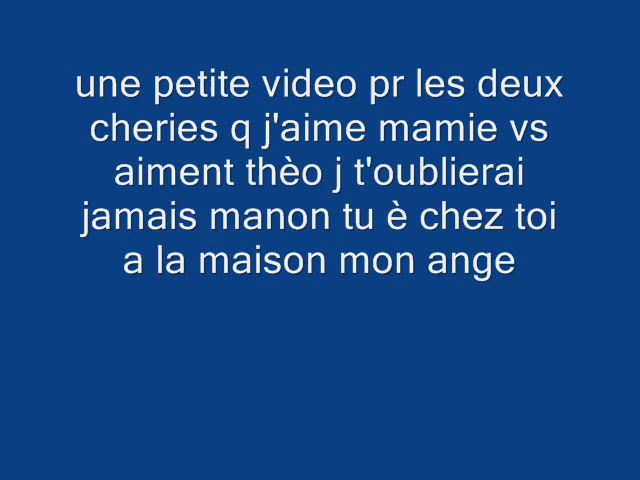 une petite video pr les deux
cheries q j'aime mamie vs
aiment thèo j t'oublierai
jamais manon tu è chez toi
a la maison mon ange